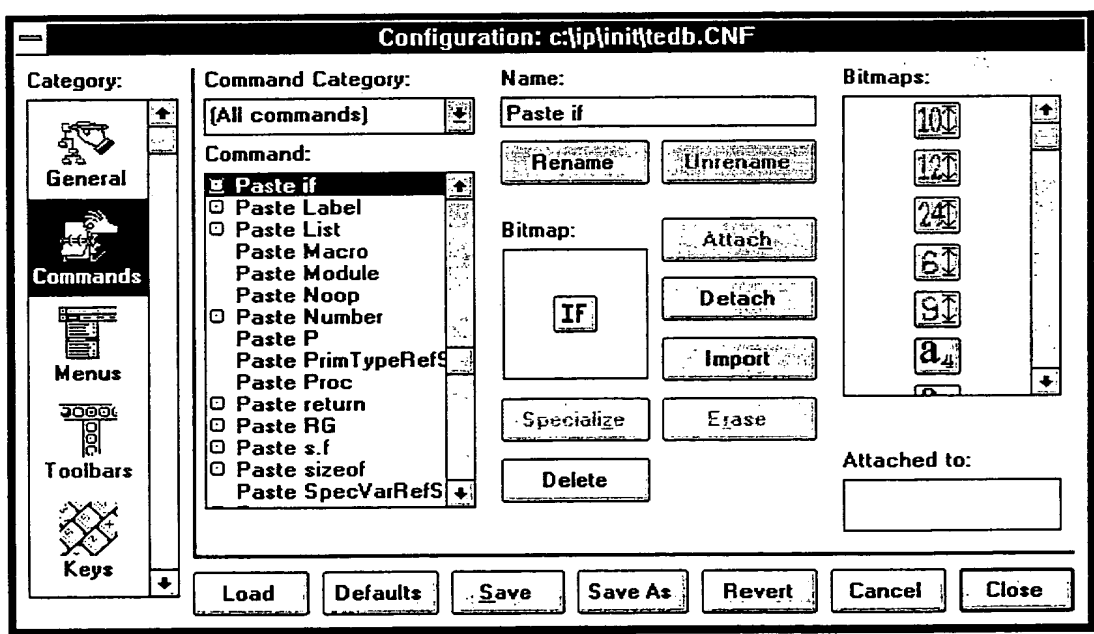 Configuration: c:\ip\init\tedb.CNF
Category:
General
Commands
Menus
Toolbars
Keys
Command Category:
(All commands)
Command:
Paste if
Paste Label
Paste List
Paste Macro
Paste Module
Paste Noop
Paste Number
Paste P
Paste PrimTypeRefS
Paste Proc
Paste return
Paste RG
Paste s.f
Paste sizeof
Paste SpecVarRefS
Name:
Paste if
Rename
Unrename
Bitmap:
IF
Attach
Detach
Import
Specialize
Erase
Delete
Bitmaps:
10
12
24
6
9
a4
Attached to:
Load
Defaults
Save
Save As
Revert
Cancel
Close